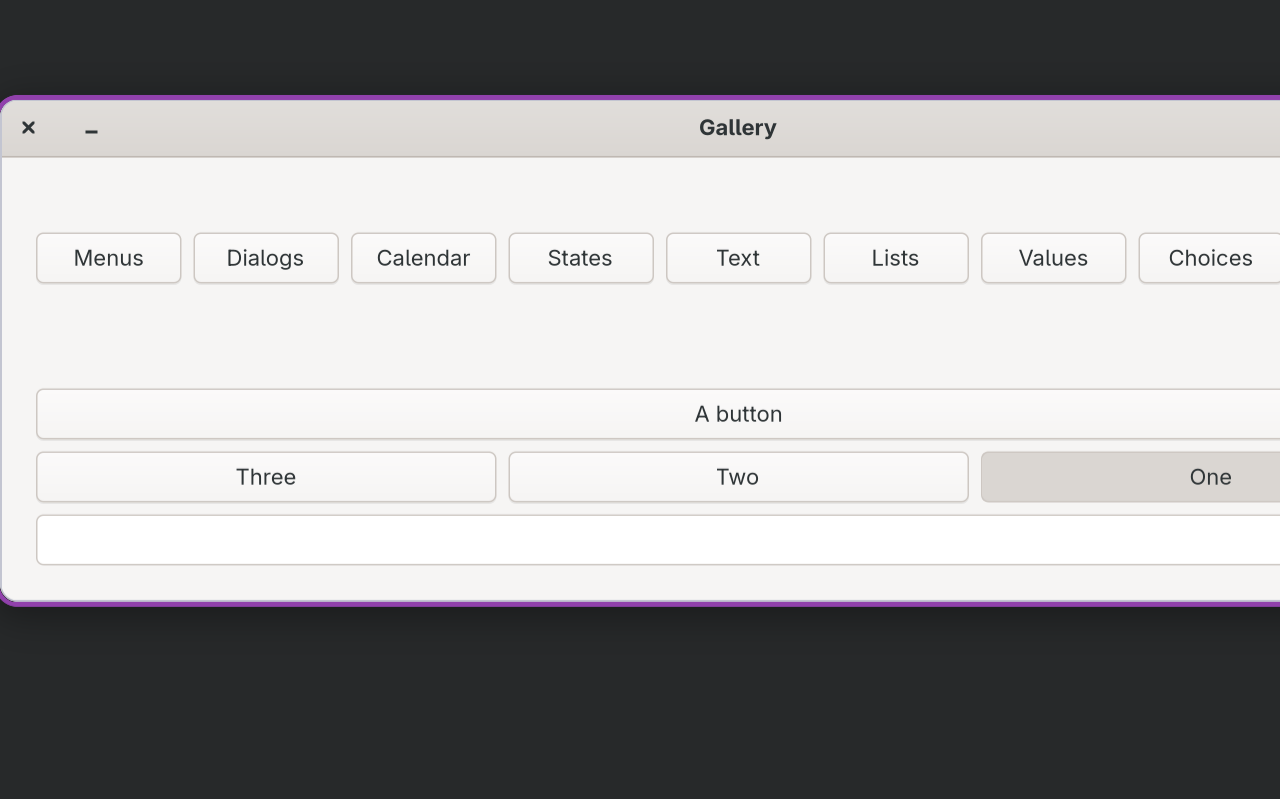 Gallery
Menus Dialogs Calendar States Text Lists Values Choices
A button
Three Two One